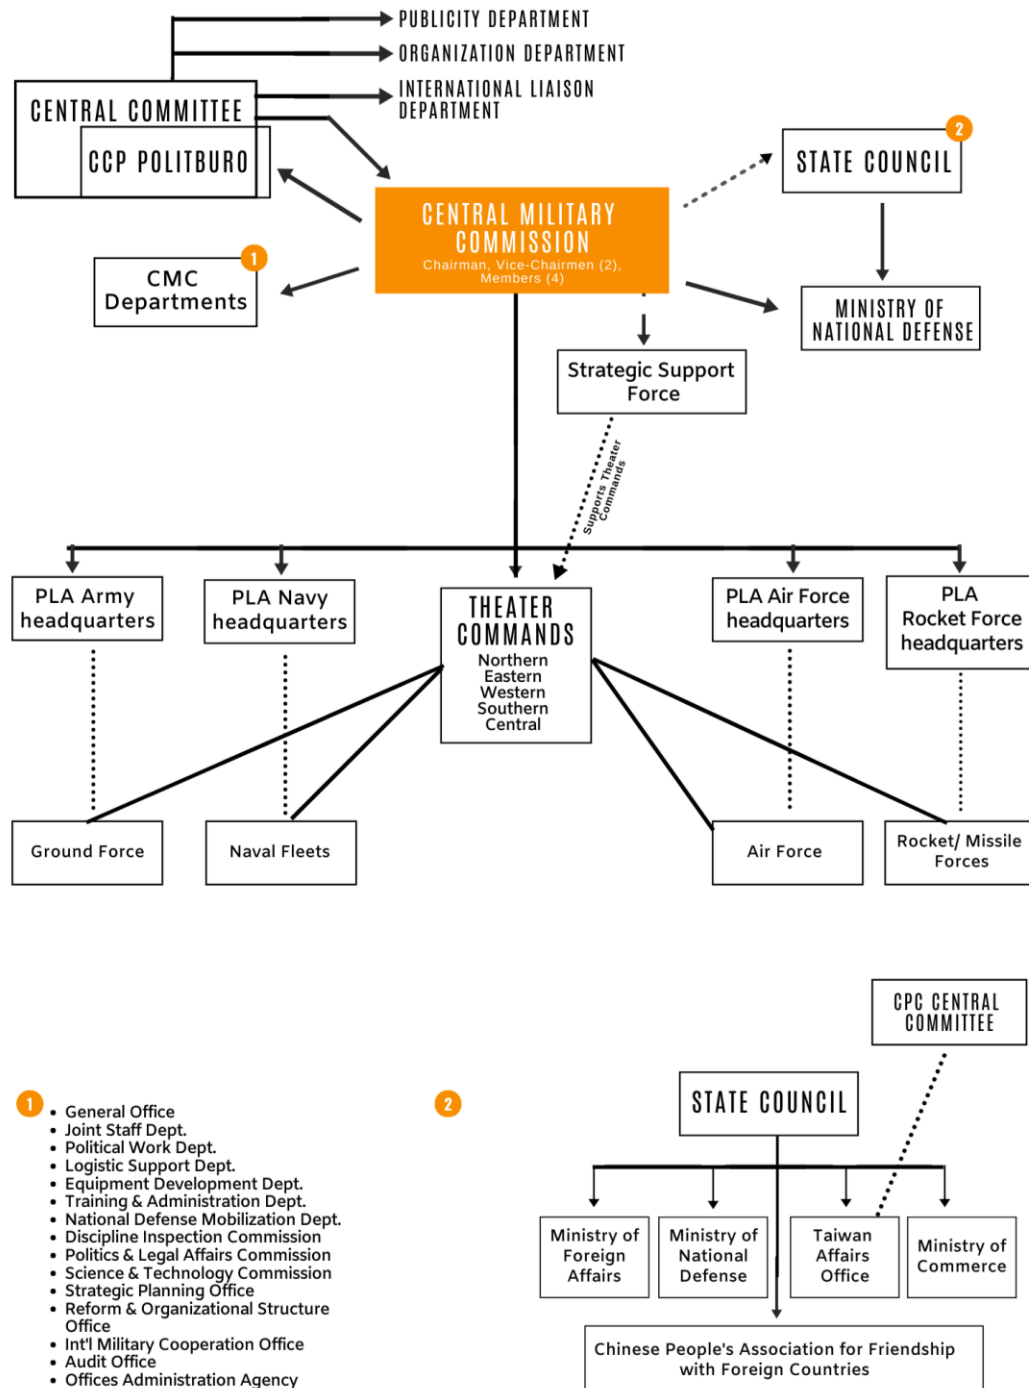 PUBLICITY DEPARTMENT
ORGANIZATION DEPARTMENT
INTERNATIONAL LIAISON
DEPARTMENT
CENTRAL COMMITTEE
CCP POLITBURO
2
STATE COUNCIL
CENTRAL MILITARY
COMMISSION
Chairman, Vice-Chairmen (2),
Members (4)
1
CMC
Departments
MINISTRY OF
NATIONAL DEFENSE
Strategic Support
Force
Supports Theater
Commands
PLA Army
headquarters
PLA Navy
headquarters
THEATER
COMMANDS
Northern
Eastern
Western
Southern
Central
PLA Air Force
headquarters
PLA
Rocket Force
headquarters
Ground Force
Naval Fleets
Air Force
Rocket/ Missile
Forces
CPC CENTRAL
COMMITTEE
1
• General Office
• Joint Staff Dept.
• Political Work Dept.
• Logistic Support Dept.
• Equipment Development Dept.
• Training & Administration Dept.
• National Defense Mobilization Dept.
• Discipline Inspection Commission
• Politics & Legal Affairs Commission
• Science & Technology Commission
• Strategic Planning Office
• Reform & Organizational Structure
Office
• Int'l Military Cooperation Office
• Audit Office
• Offices Administration Agency
2
STATE COUNCIL
Ministry of
Foreign
Affairs
Ministry of
National
Defense
Taiwan
Affairs
Office
Ministry of
Commerce
Chinese People's Association for Friendship
with Foreign Countries